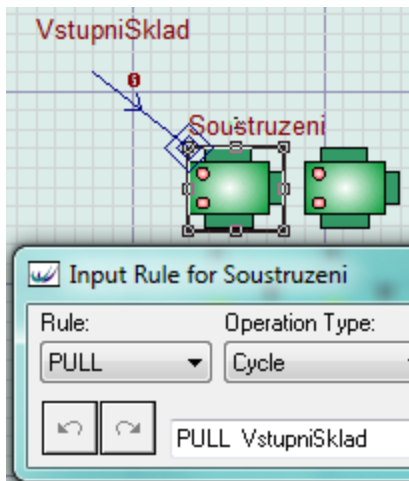 VstupniSklad
Soustruzeni
Input Rule for Soustruzeni
Rule:
Operation Type:
PULL
Cycle
PULL VstupniSklad